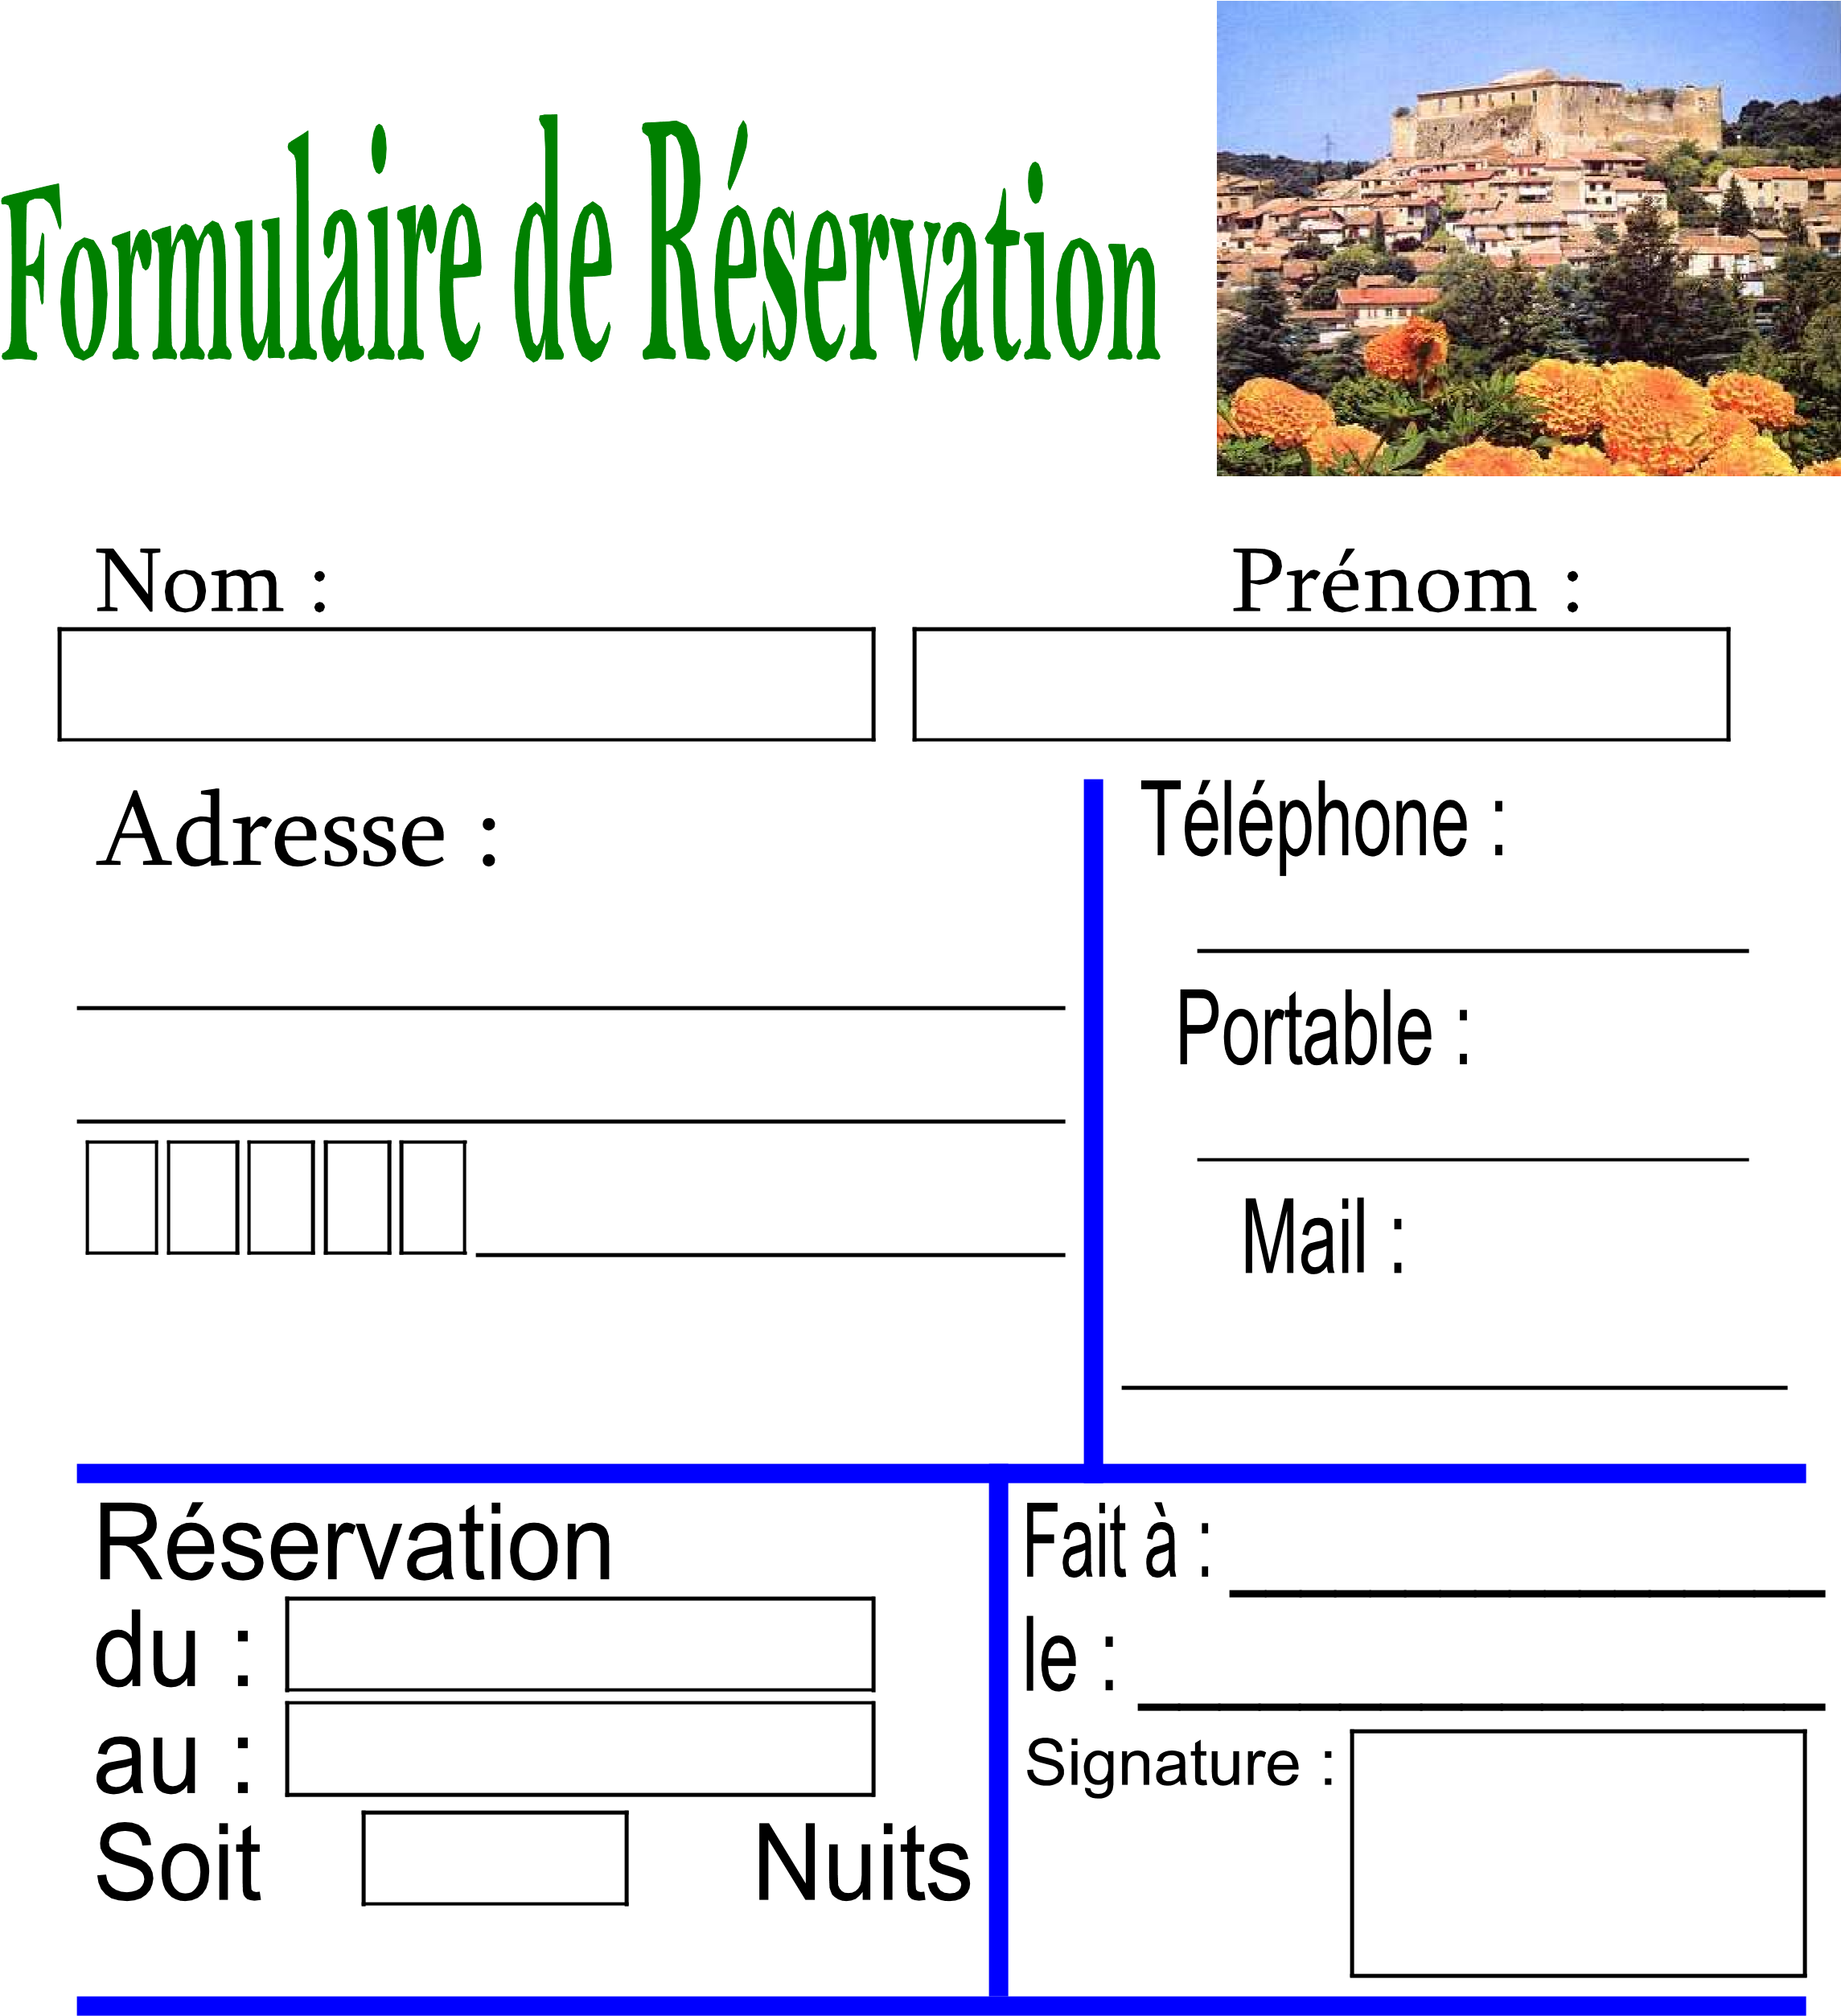 Formulaire de Réservation
Nom :
Prénom :
Adresse :
Téléphone :
Portable :
Mail :
Réservation
du :
au :
Soit Nuits
Fait à :
le :
Signature :